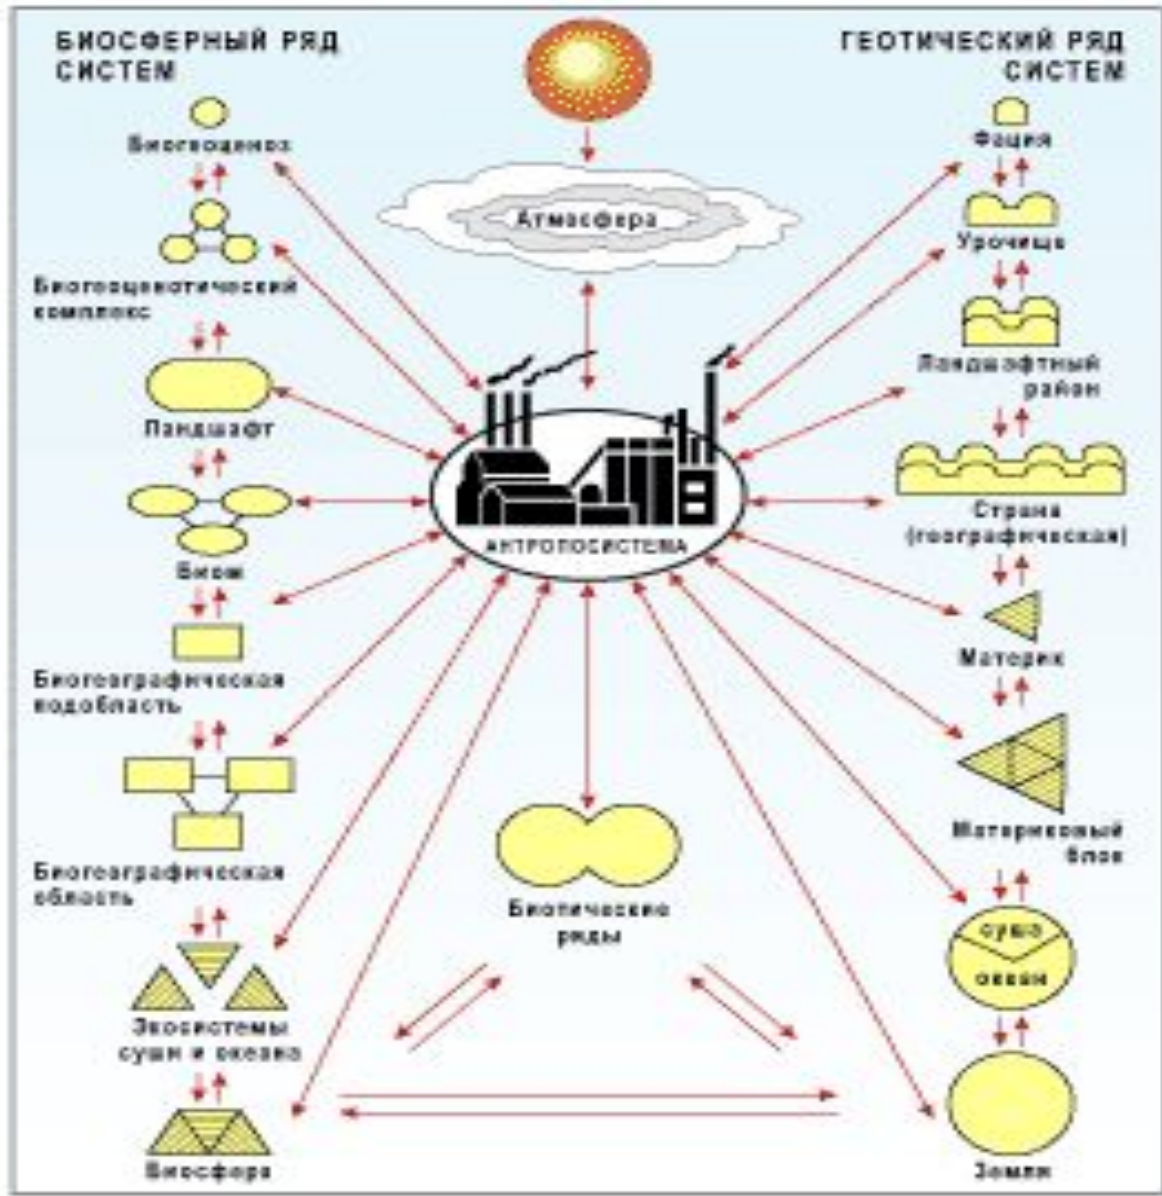 БИОСФЕРНЫЙ РЯД
СИСТЕМ
Биогеоценоз
Биогеоценотический
комплекс
Ландшафт
Биом
Биогеографическая
подобласть
Биогеографическая
область
Экосистемы
суши и океана
Биосфера
Атмосфера
АНТРОПОСИСТЕМА
Биотические
ряды
ГЕОТИЧЕСКИЙ РЯД
СИСТЕМ
Фация
Урочище
Ландшафтный
район
Страна
(географическая)
Материк
Материковый
блок
суша
океан
Земля